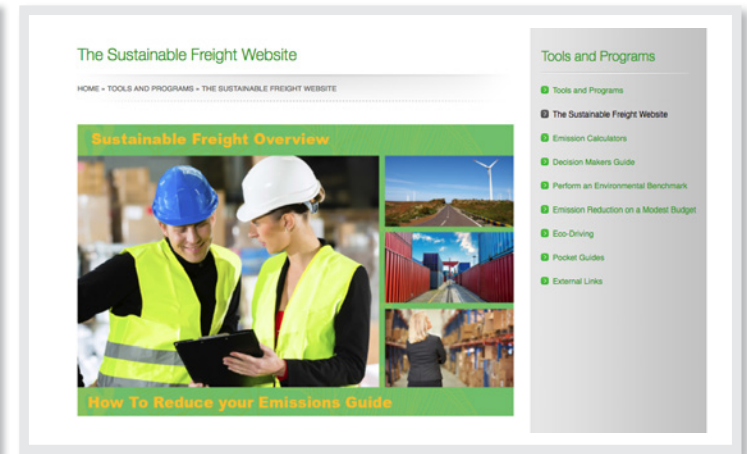 The Sustainable Freight Website
HOME » TOOLS AND PROGRAMS » THE SUSTAINABLE FREIGHT WEBSITE
Sustainable Freight Overview
How To Reduce your Emissions Guide
Tools and Programs
Tools and Programs
The Sustainable Freight Website
Emission Calculators
Decision Makers Guide
Perform an Environmental Benchmark
Emission Reduction on a Modest Budget
Eco-Driving
Pocket Guides
External Links